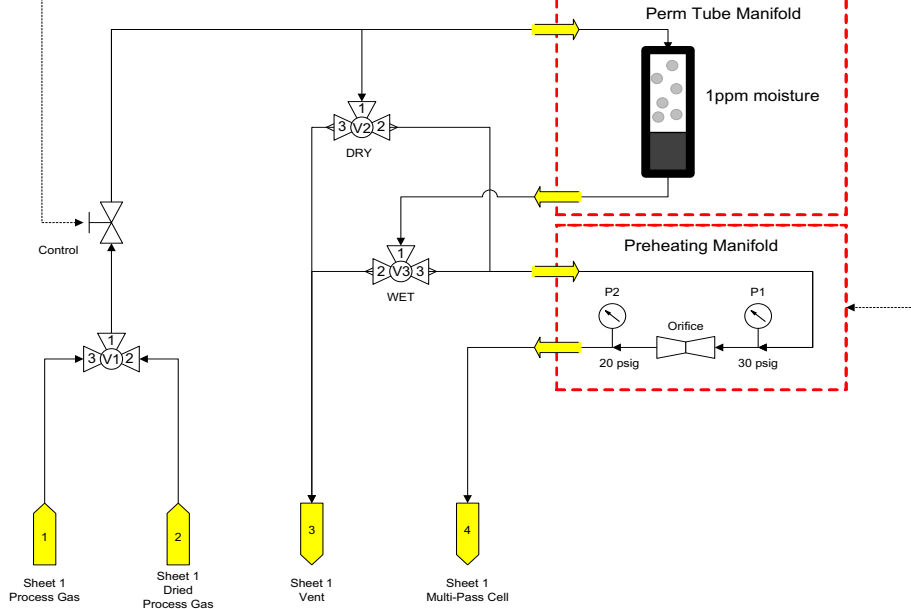 Perm Tube Manifold
1ppm moisture
1
3 V2 2
DRY
Control
1
2 V3 3
WET
Preheating Manifold
P2
P1
Orifice
20 psig
30 psig
1
3 V1 2
1
2
3
4
Sheet 1
Process Gas
Sheet 1
Dried
Process Gas
Sheet 1
Vent
Sheet 1
Multi-Pass Cell